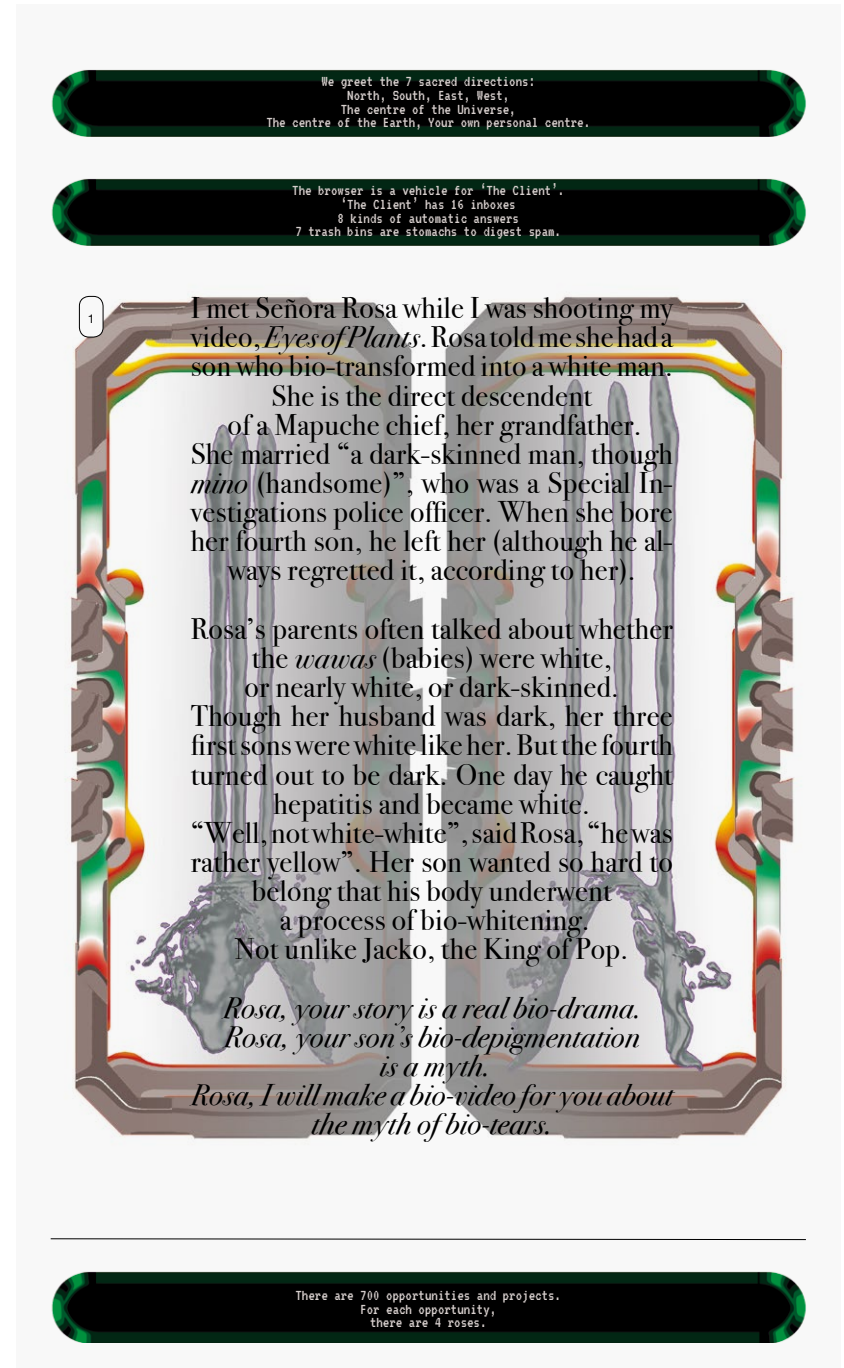 We greet the 7 sacred directions:
North, South, East, West,
The centre of the Universe,
The centre of the Earth, Your own personal centre.
The browser is a vehicle for ‘The Client’.
‘The Client’ has 16 inboxes
8 kinds of automatic answers
7 trash bins are stomachs to digest spam.
1
I met Señora Rosa while I was shooting my
video, Eyes of Plants. Rosa told me she had a
son who bio-transformed into a white man.
She is the direct descendent
of a Mapuche chief, her grandfather.
She married “a dark-skinned man, though
mino (handsome)”, who was a Special In-
vestigations police officer. When she bore
her fourth son, he left her (although he al-
ways regretted it, according to her).
Rosa’s parents often talked about whether
the wawas (babies) were white,
or nearly white, or dark-skinned.
Though her husband was dark, her three
first sons were white like her. But the fourth
turned out to be dark. One day he caught
hepatitis and became white.
“Well, not white-white”, said Rosa, “he was
rather yellow”. Her son wanted so hard to
belong that his body underwent
a process of bio-whitening.
Not unlike Jacko, the King of Pop.
Rosa, your story is a real bio-drama.
Rosa, your son’s bio-depigmentation
is a myth.
Rosa, I will make a bio-video for you about
the myth of bio-tears.
There are 700 opportunities and projects.
For each opportunity,
there are 4 roses.